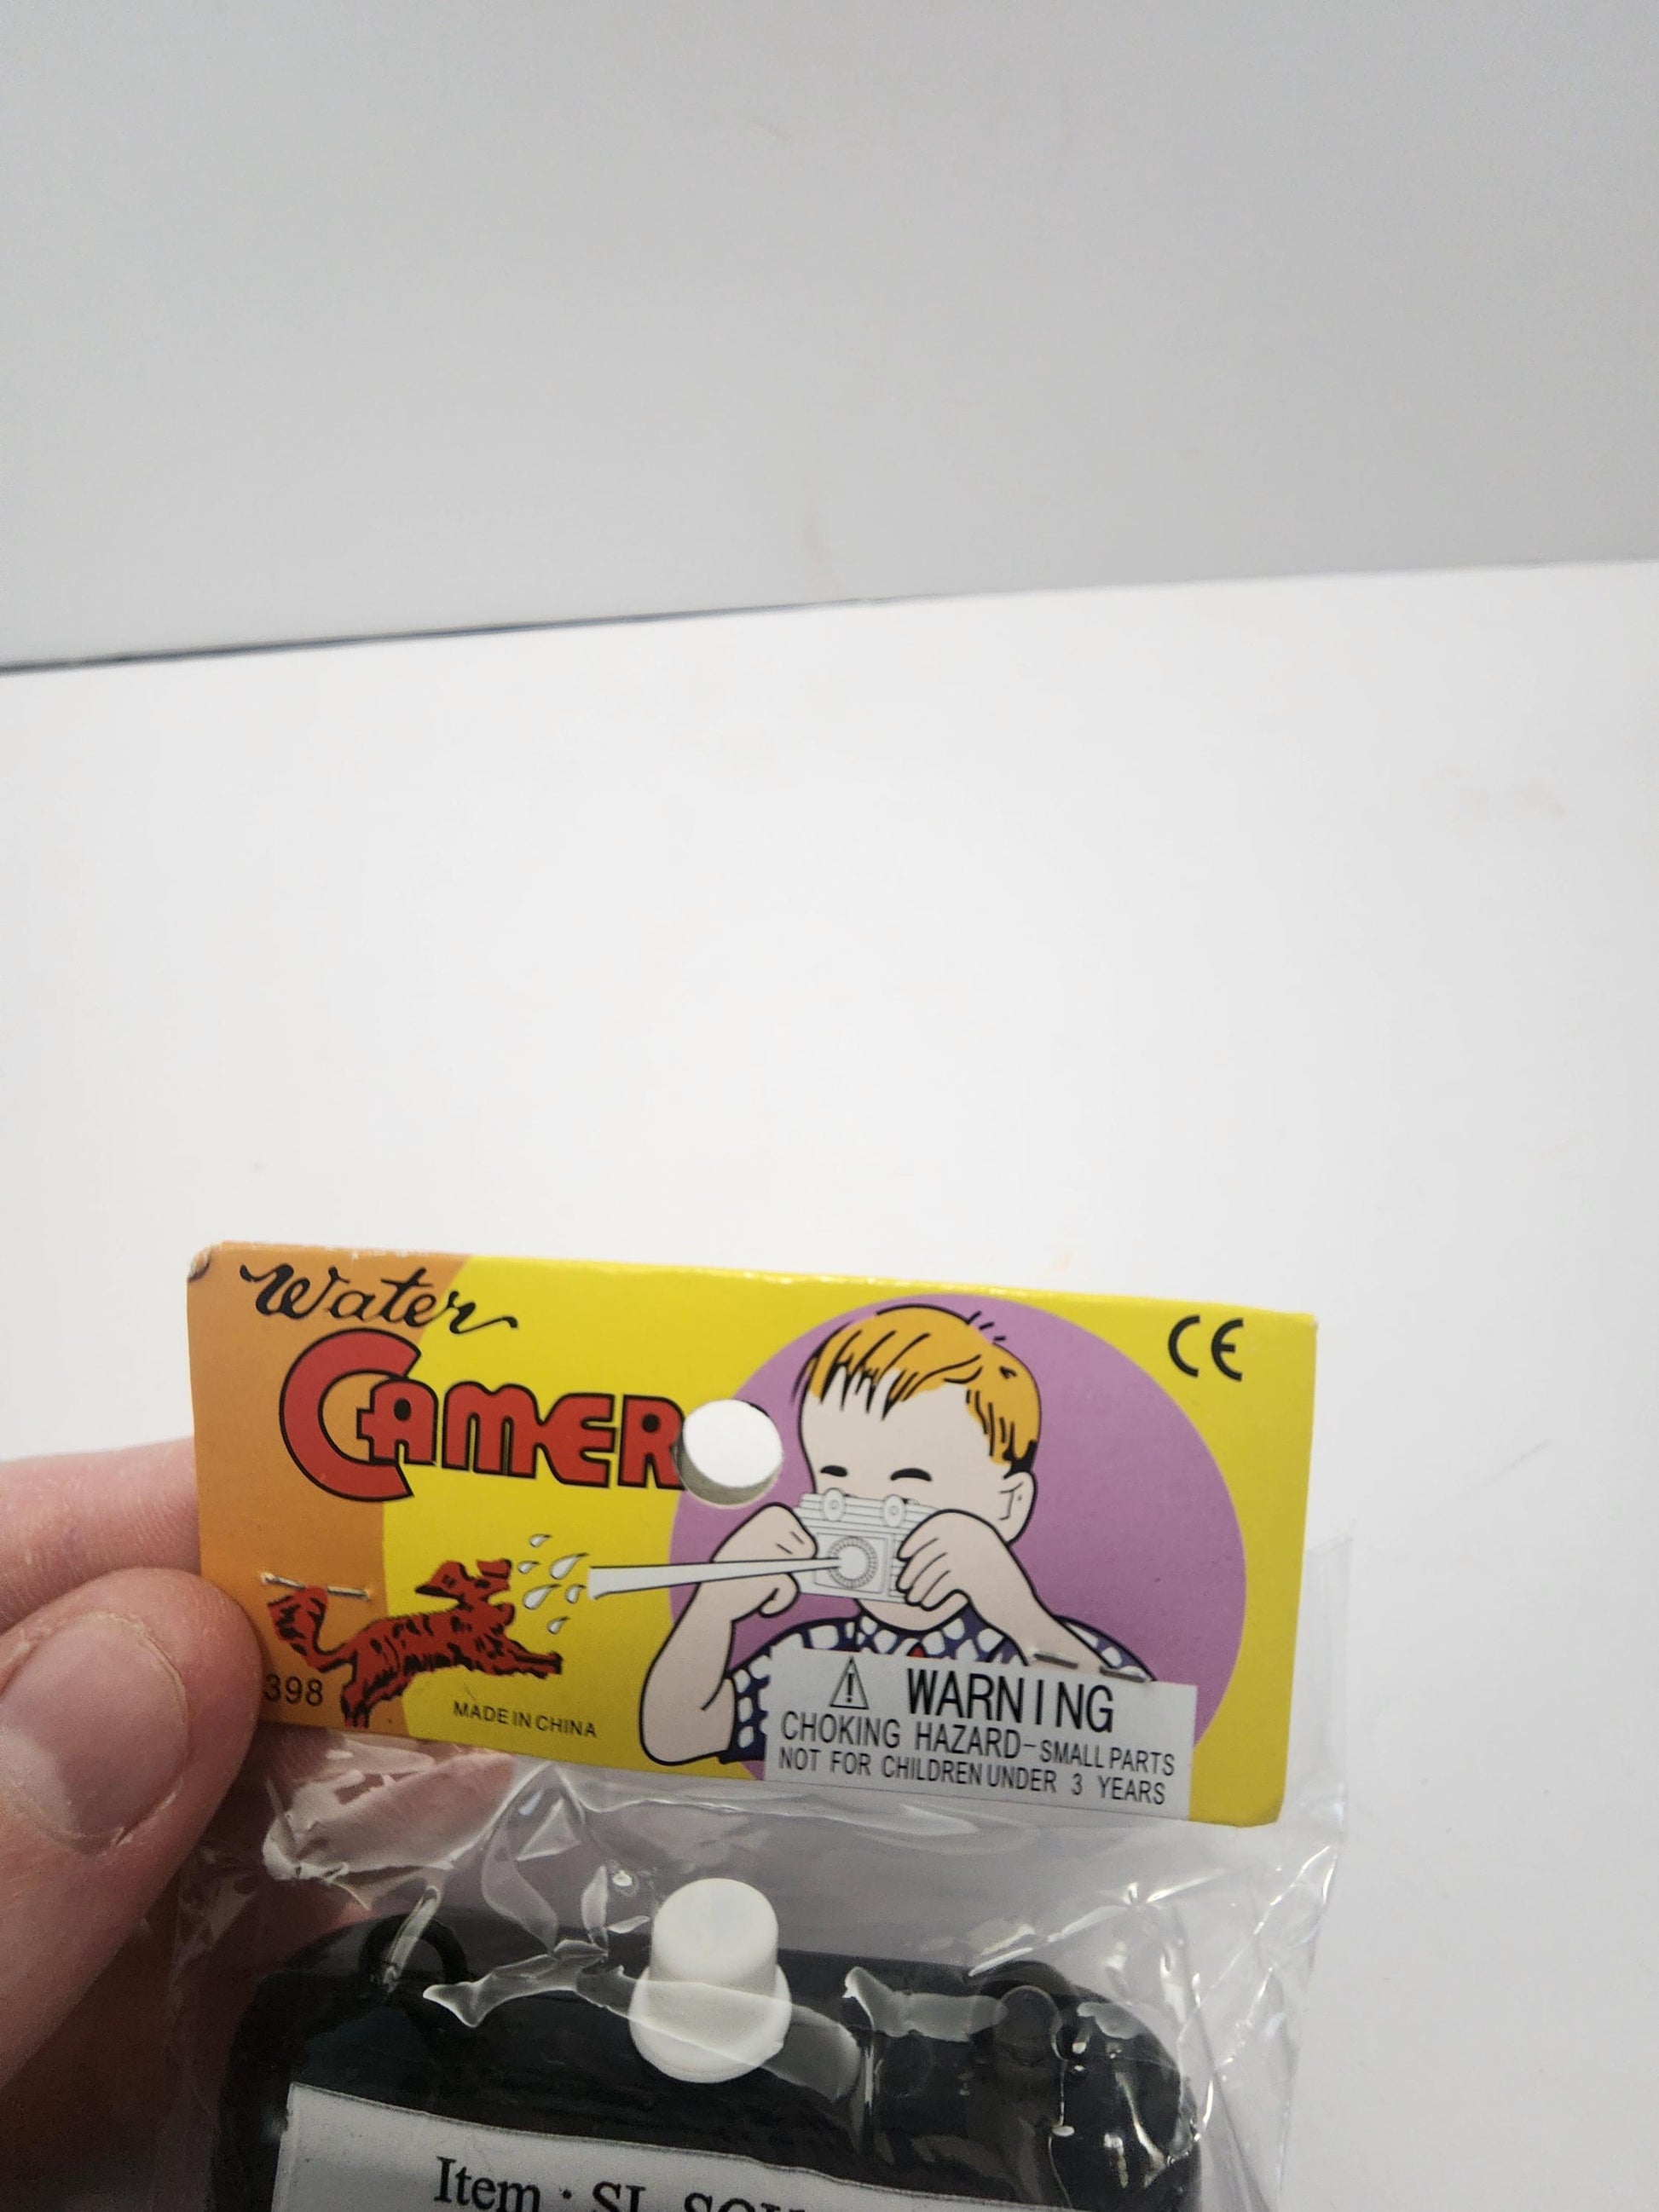 Water
CAMER
CE
398
MADE IN CHINA
WARNING
CHOKING HAZARD-SMALL PARTS
NOT FOR CHILDREN UNDER 3 YEARS
Item : SL-